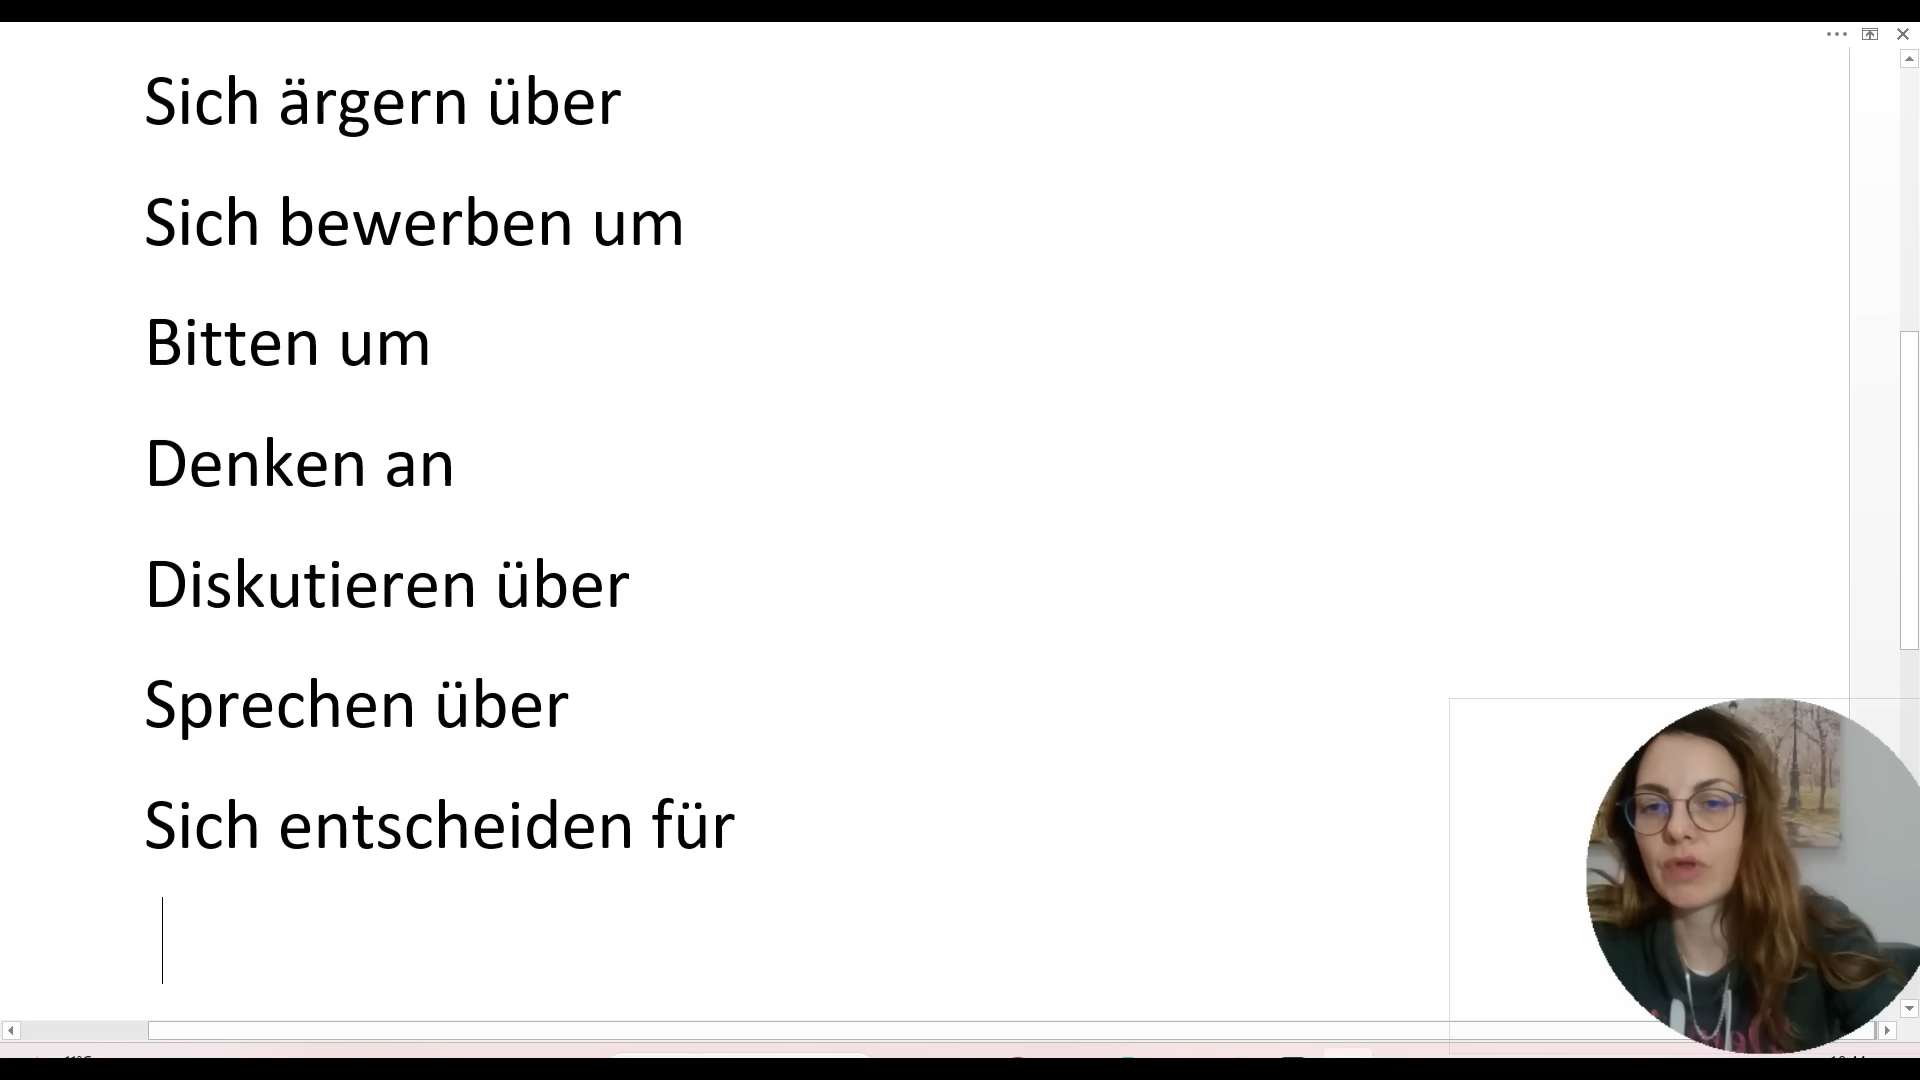 Sich ärgern über
Sich bewerben um
Bitten um
Denken an
Diskutieren über
Sprechen über
Sich entscheiden für